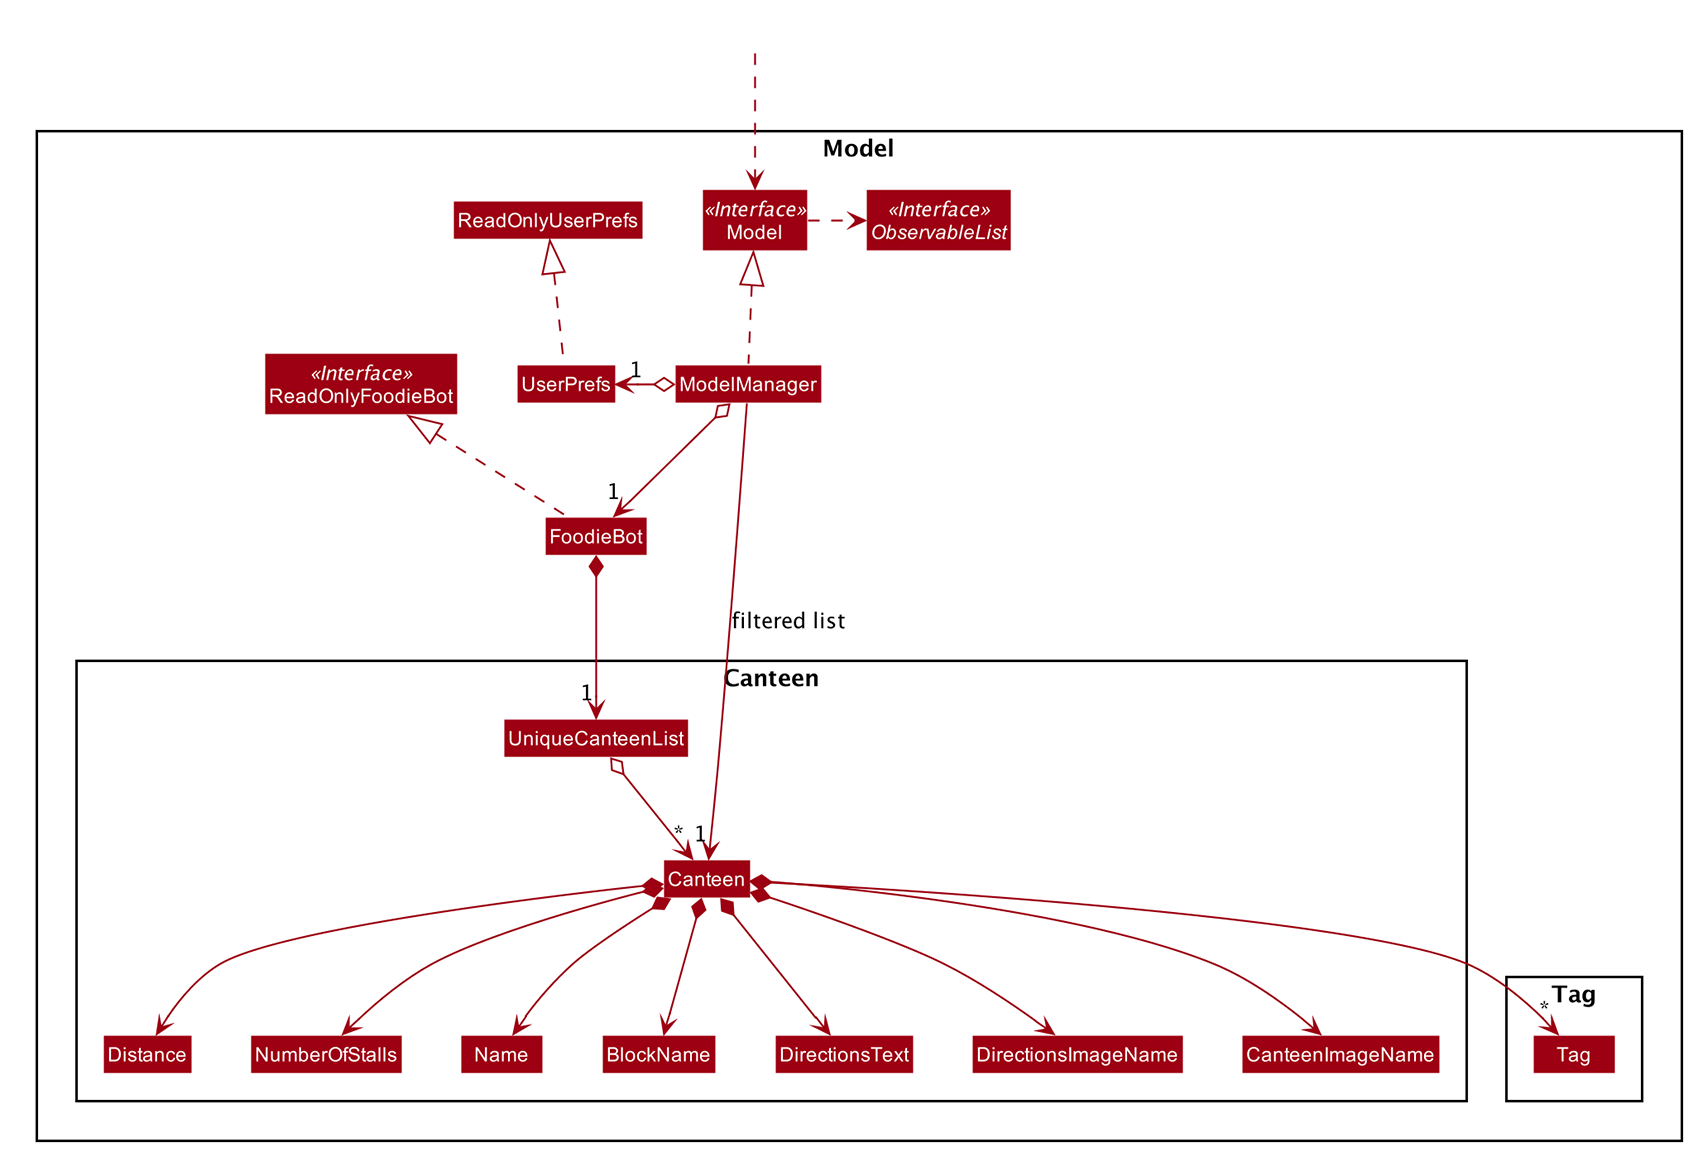 Model
«Interface»
Model
«Interface»
ObservableList
ReadOnlyUserPrefs
«Interface»
ReadOnlyFoodieBot
UserPrefs
1
ModelManager
1
FoodieBot
filtered list
Canteen
1
UniqueCanteenList
*
1
Canteen
Tag
*
Distance
NumberOfStalls
Name
BlockName
DirectionsText
DirectionsImageName
CanteenImageName
Tag